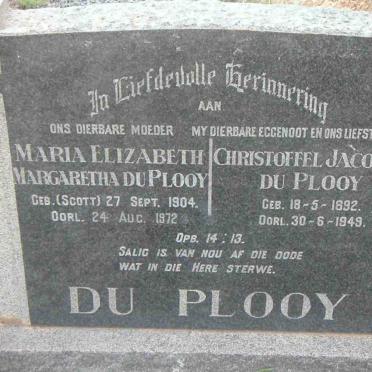 In Liefdevolle Herinnering
AAN
ONS DIERBARE MOEDER
MARIA ELIZABETH
MARGARETHA DU PLOOY
GEB. (SCOTT) 27 SEPT. 1904.
OORL. 24 AUG. 1972
MY DIERBARE EGGENOOT EN ONS LIEFST
CHRISTOFFEL JACO
DU PLOOY
GEB. 18-5-1892.
OORL. 30-6-1949.
OPB. 14:13.
SALIG IS VAN NOU AF DIE DODE
WAT IN DIE HERE STERWE.
DU PLOOY